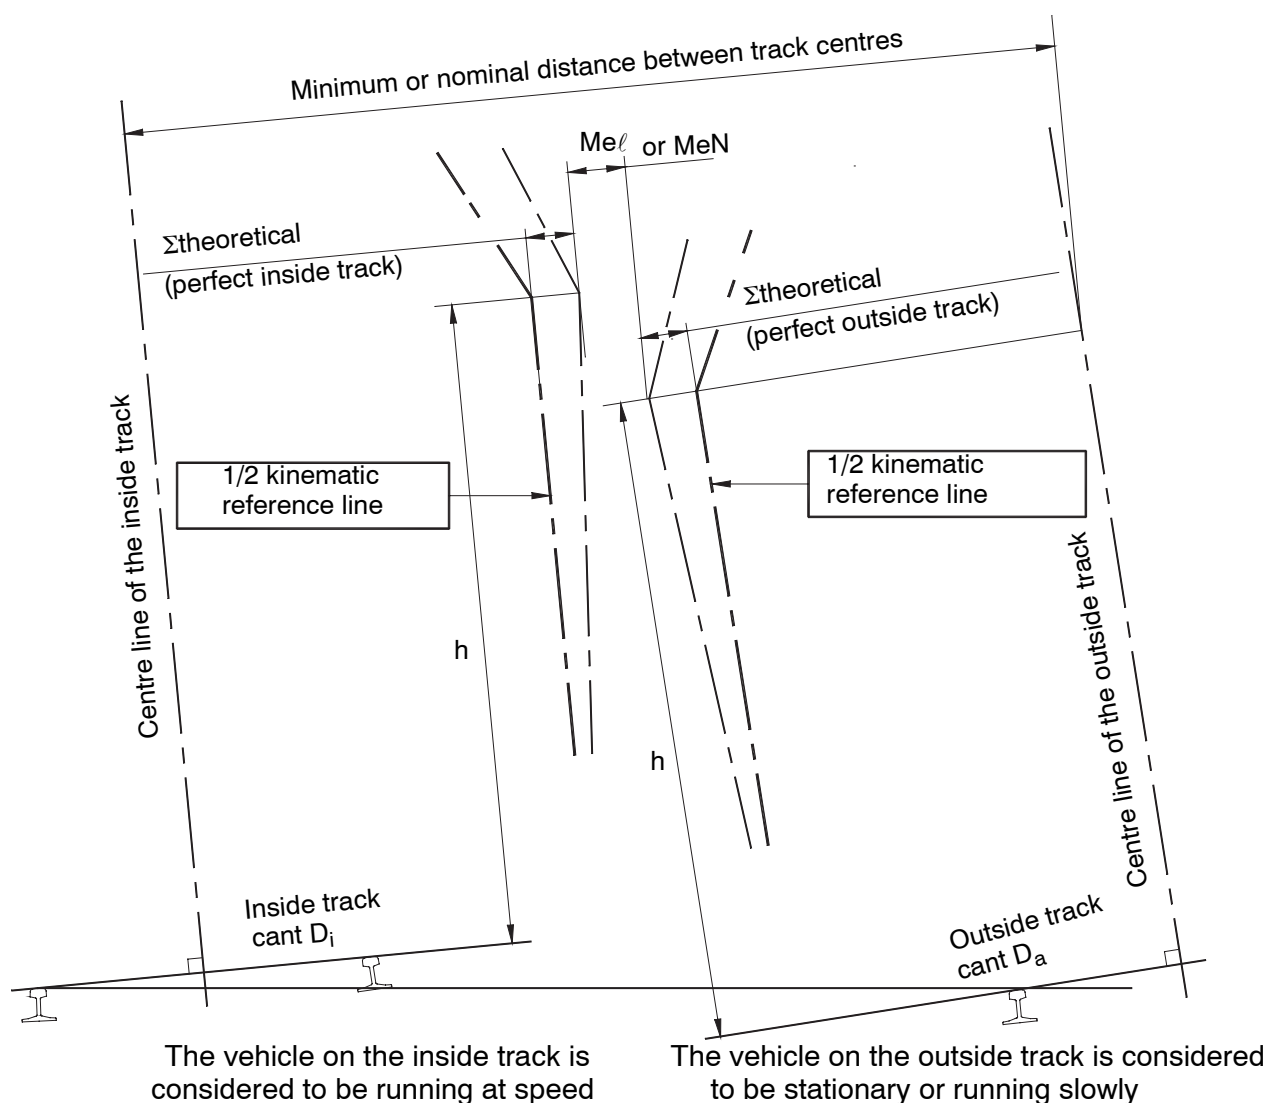 Minimum or nominal distance between track centres
Meℓ or MeN
Σtheoretical
(perfect inside track)
Σtheoretical
(perfect outside track)
1/2 kinematic
reference line
1/2 kinematic
reference line
Centre line of the inside track
Centre line of the outside track
h
h
Inside track
cant Di
Outside track
cant Da
The vehicle on the inside track is
considered to be running at speed
The vehicle on the outside track is considered
to be stationary or running slowly